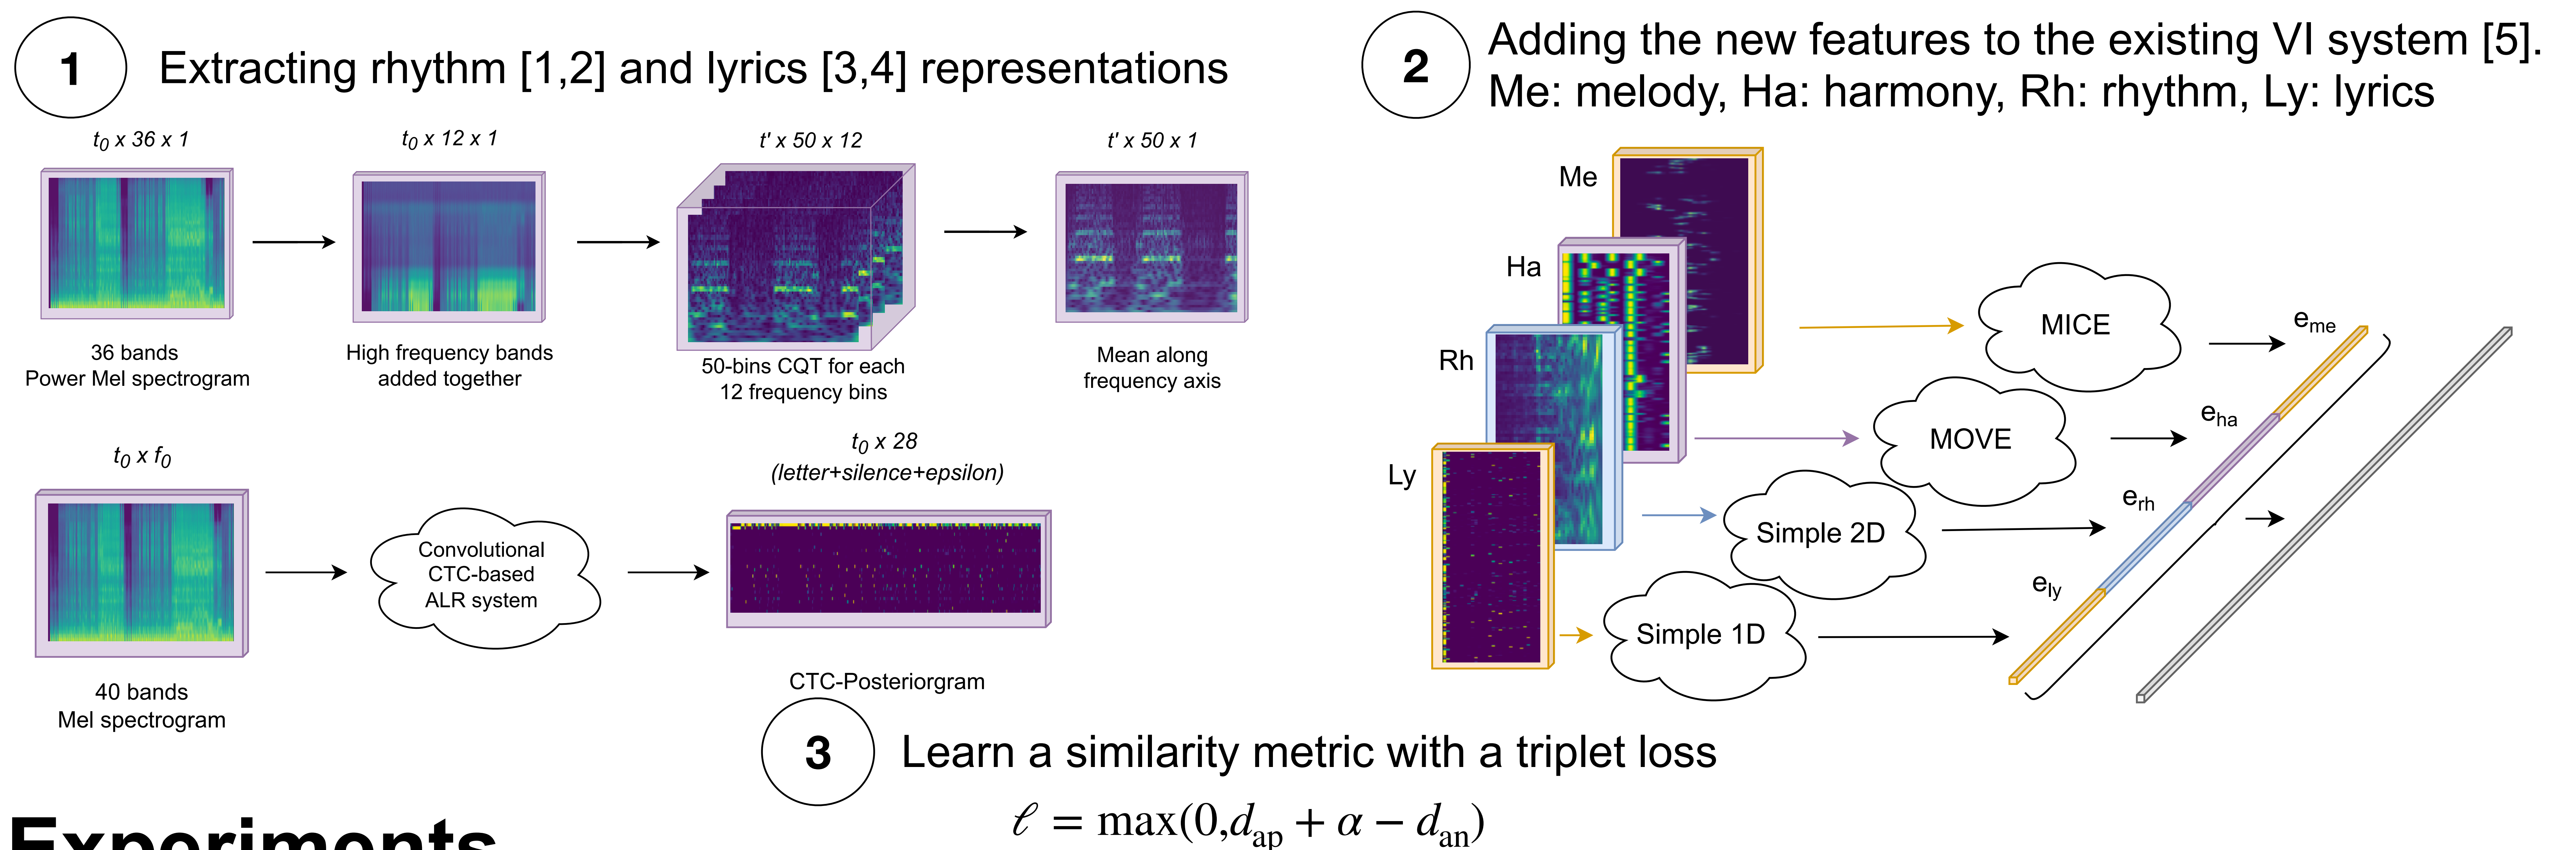 1
Extracting rhythm [1,2] and lyrics [3,4] representations
t0 x 36 x 1
t0 x 12 x 1
t' x 50 x 12
t' x 50 x 1
36 bands
Power Mel spectrogram
High frequency bands
added together
50-bins CQT for each
12 frequency bins
Mean along
frequency axis
t0 x f0
t0 x 28
(letter+silence+epsilon)
Convolutional
CTC-based
ALR system
40 bands
Mel spectrogram
CTC-Posteriorgram
2
Adding the new features to the existing VI system [5].
Me: melody, Ha: harmony, Rh: rhythm, Ly: lyrics
Me
Ha
Rh
Ly
MICE
MOVE
Simple 2D
Simple 1D
eme
eha
erh
ely
3
Learn a similarity metric with a triplet loss
ℓ = max(0,dap + α − dan)
Experiments